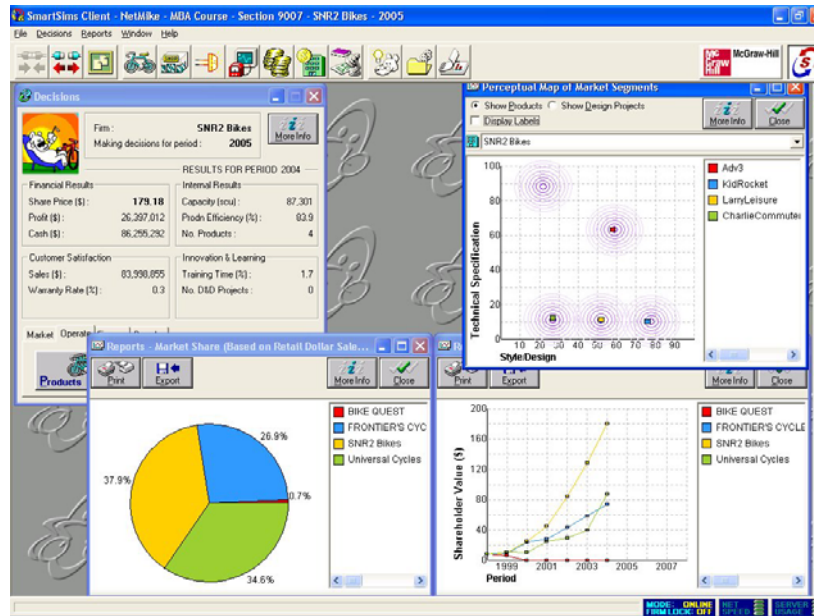 SmartSims Client - NetMike - MBA Course - Section 9007 - SNR2 Bikes - 2005
File Decisions Reports Window Help
McGraw-Hill
Decisions
Firm : SNR2 Bikes
Making decisions for period : 2005
More Info
RESULTS FOR PERIOD 2004
Financial Results
Share Price ($) : 179.18
Profit ($) : 26,397,012
Cash ($) : 86,255,292
Internal Results
Capacity (scu) : 87,301
Prodn Efficiency (%) : 83.9
No. Products : 4
Customer Satisfaction
Sales ($) : 83,998,855
Warranty Rate (%) : 0.3
Innovation & Learning
Training Time (%) : 1.7
No. D&D Projects : 0
Market Operate
Products
Perceptual Map of Market Segments
Show Products Show Design Projects
Display Labels
More Info Close
SNR2 Bikes
Technical Specification
100
80
60
40
20
0
10 20 30 40 50 60 70 80 90
Style/Design
Adv3
KidRocket
LarryLeisure
CharlieCommuter
Reports - Market Share (Based on Retail Dollar Sale...
Print Export More Info Close
26.9%
37.9%
0.7%
34.6%
BIKE QUEST
FRONTIER'S CYC
SNR2 Bikes
Universal Cycles
Print Export More Info Close
Shareholder Value ($)
200
160
120
80
40
0
1999 2001 2003 2005 2007
Period
BIKE QUEST
FRONTIER'S CYCLE
SNR2 Bikes
Universal Cycles
MODE: ONLINE
FIRM LOCK: OFF
NET
SPEED
SERVER
USAGE